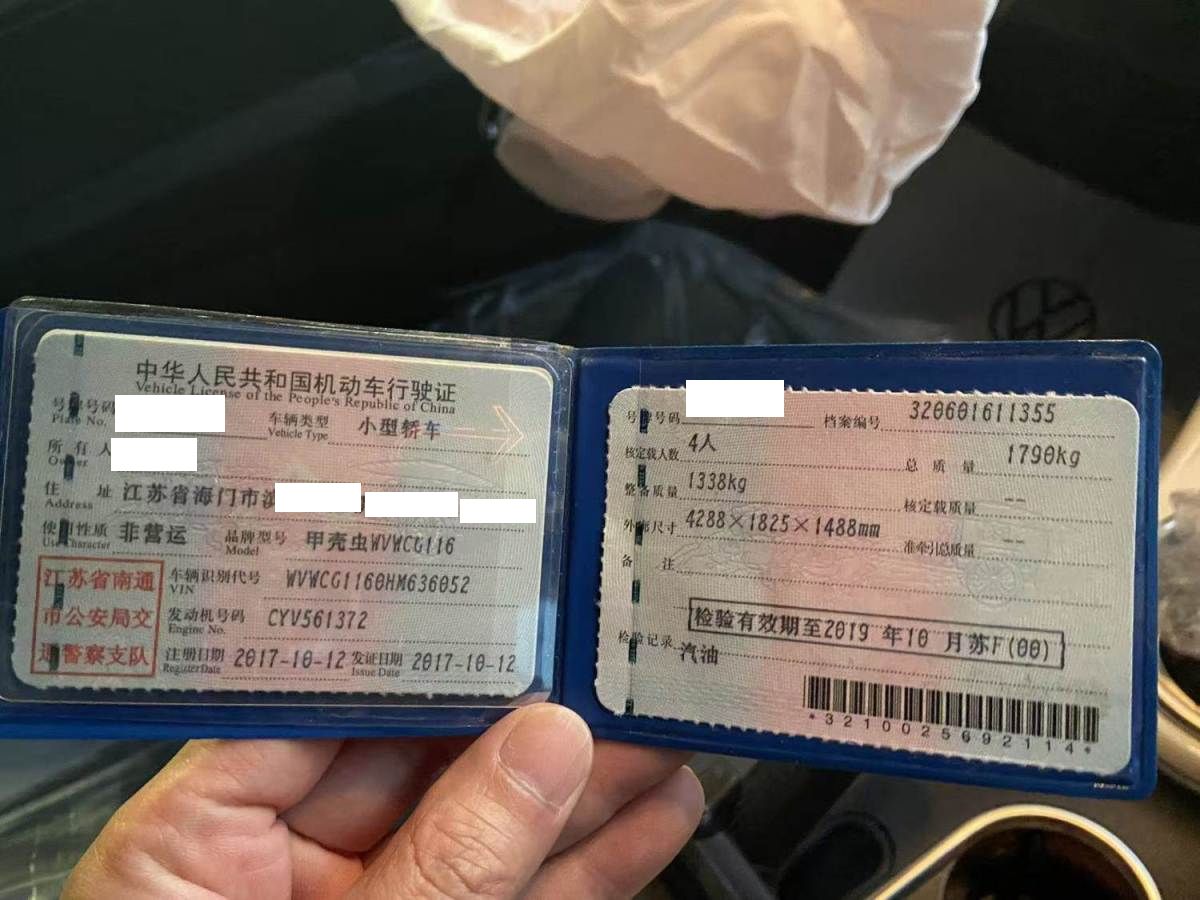 中华人民共和国机动车行驶证
Vehicle License of the People's Republic of China
号牌号码
Plate No.
车辆类型 小型轿车
Vehicle Type
所有人
Owner
住址 江苏省海门市
Address
使用性质 非营运 品牌型号 甲壳虫WVWCG116
Use Character Model
江苏省南通
市公安局交
通警察支队
车辆识别代号 WVWCG1160HM636052
VIN
发动机号码 CYV561372
Engine No.
注册日期 2017-10-12 发证日期 2017-10-12
Register Date Issue Date
号牌号码 档案编号 320601611355
核定载人数 4人 总质量 1790kg
整备质量 1338kg 核定载质量 --
外廓尺寸 4288×1825×1488mm 准牵引总质量 --
备注
检验有效期至2019年10月苏F(00)
检验记录
汽油
*3210025692114*